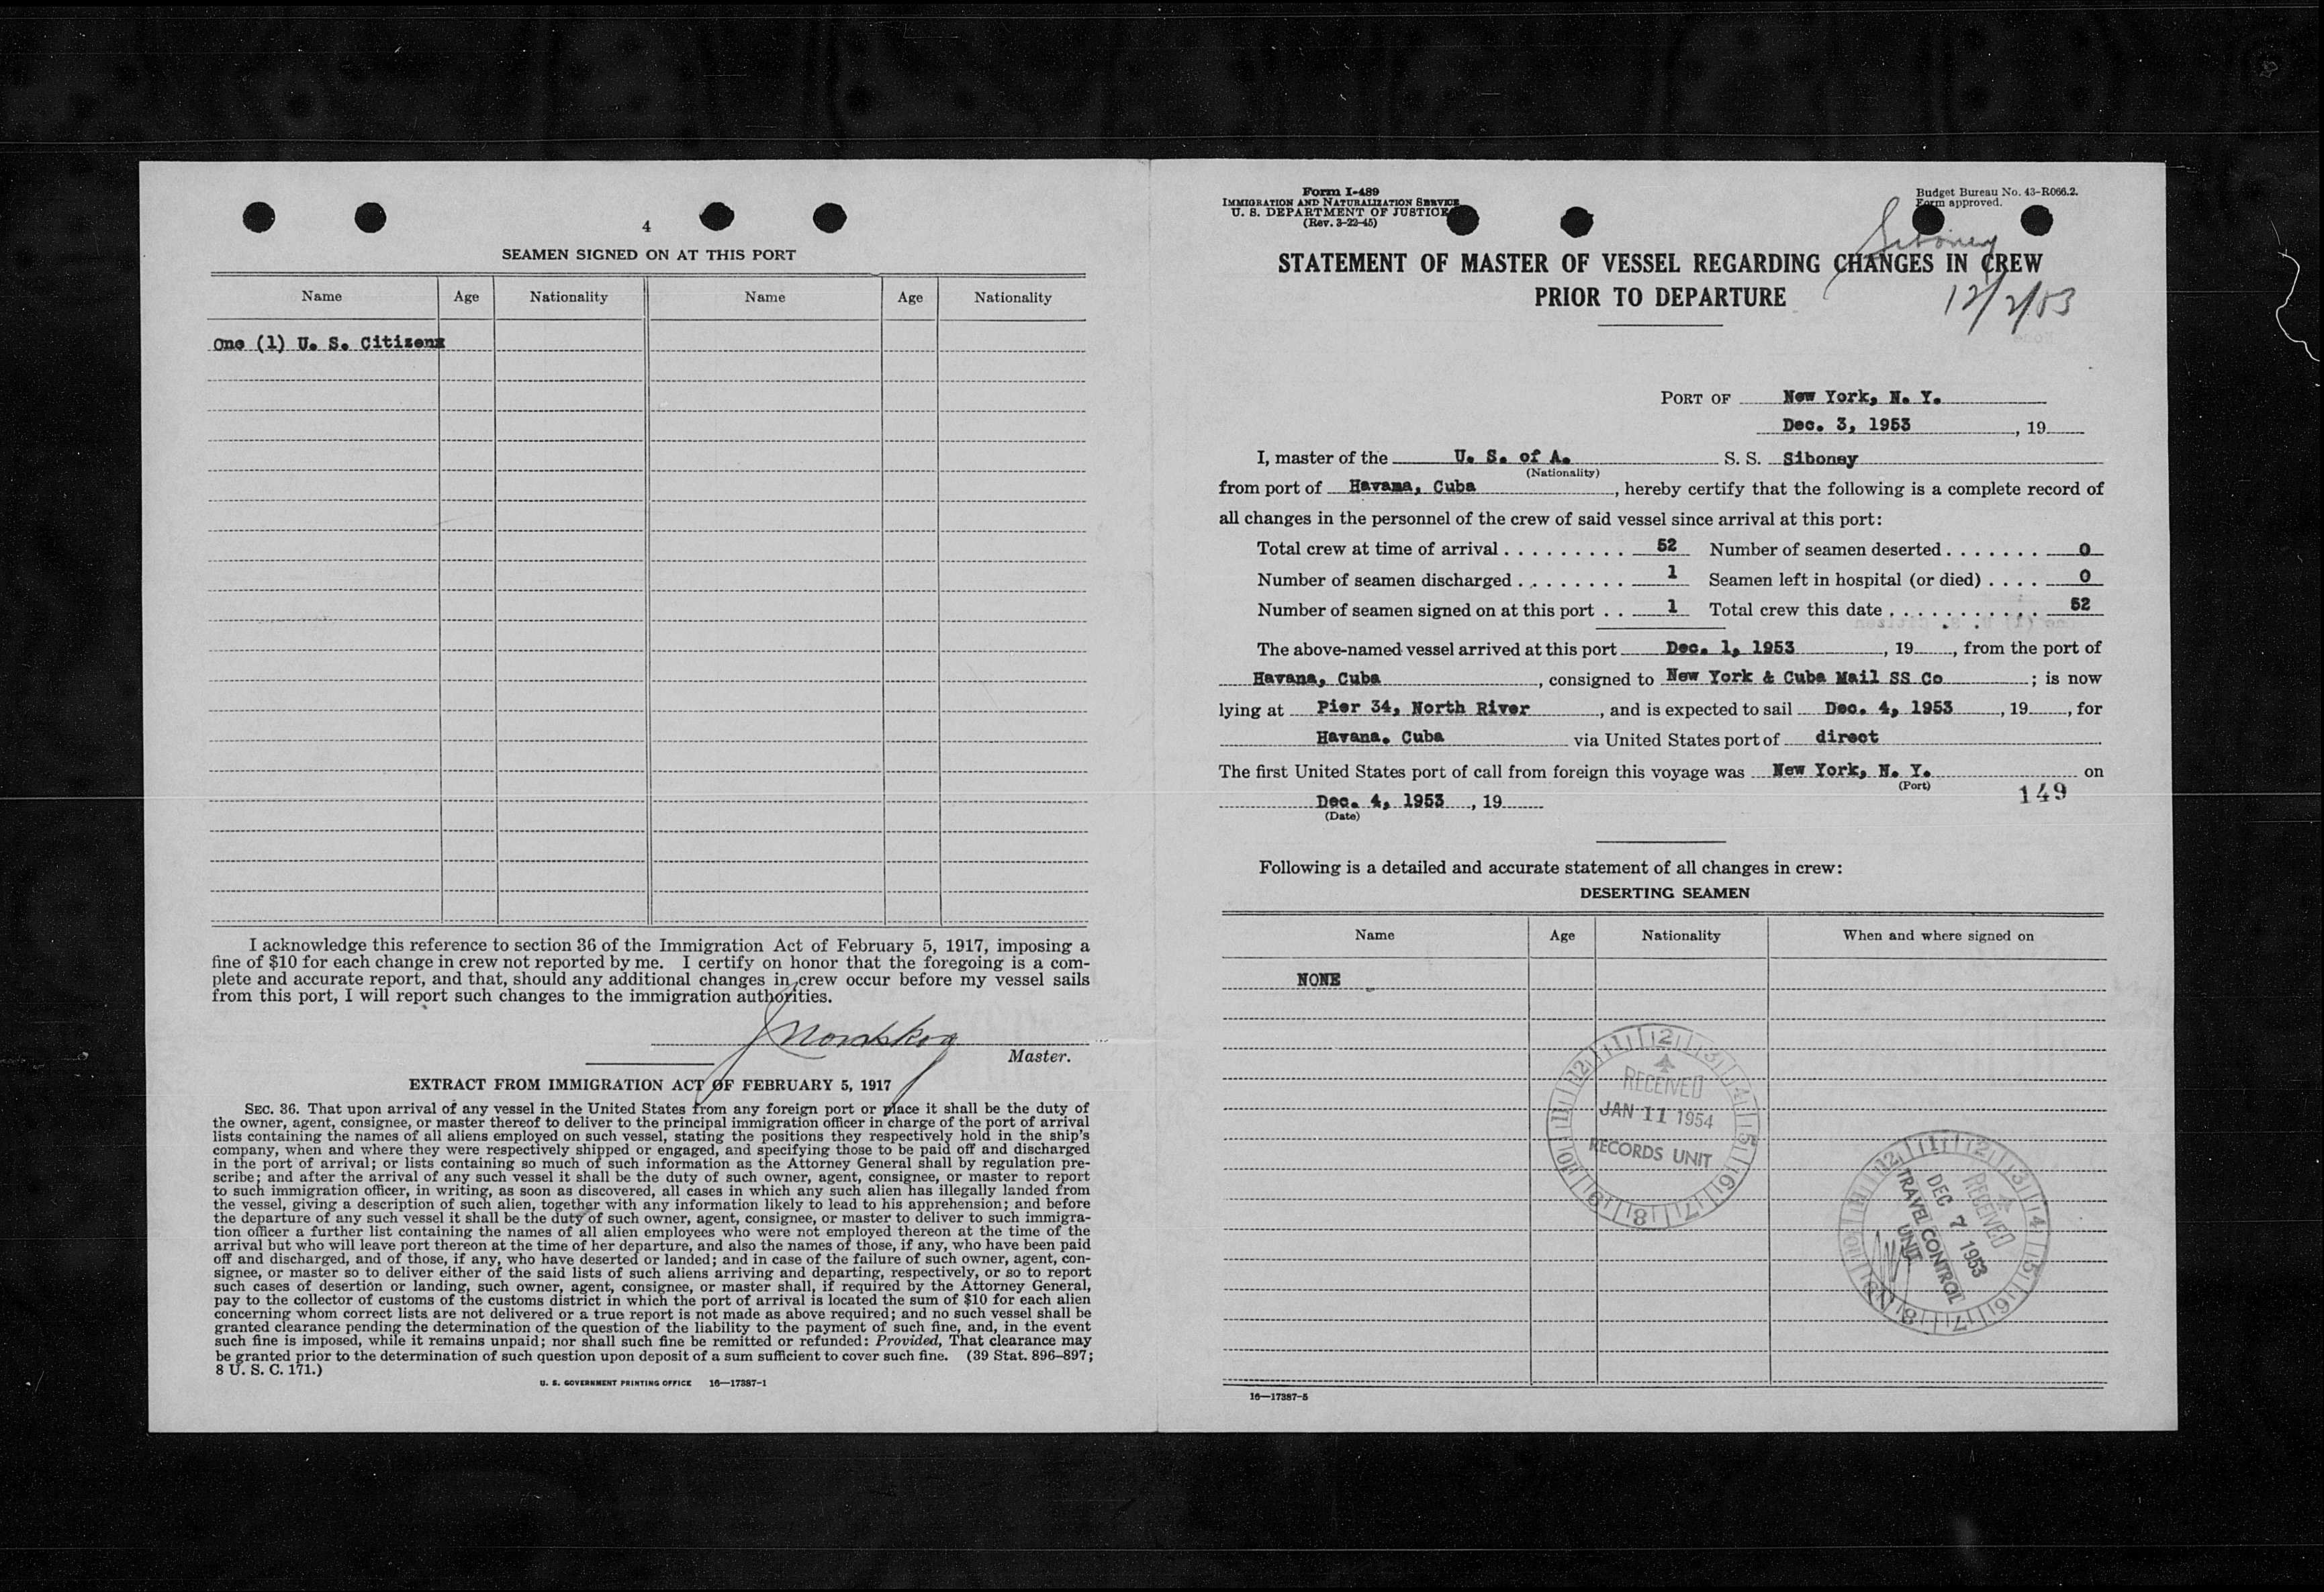 4
SEAMEN SIGNED ON AT THIS PORT
Name Age Nationality Name Age Nationality
One (1) U. S. Citizenx
I acknowledge this reference to section 36 of the Immigration Act of February 5, 1917, imposing a
fine of $10 for each change in crew not reported by me. I certify on honor that the foregoing is a com-
plete and accurate report, and that, should any additional changes in crew occur before my vessel sails
from this port, I will report such changes to the immigration authorities.
J Nordskog
Master.
EXTRACT FROM IMMIGRATION ACT OF FEBRUARY 5, 1917
SEC. 36. That upon arrival of any vessel in the United States from any foreign port or place it shall be the duty of
the owner, agent, consignee, or master thereof to deliver to the principal immigration officer in charge of the port of arrival
lists containing the names of all aliens employed on such vessel, stating the positions they respectively hold in the ship's
company, when and where they were respectively shipped or engaged, and specifying those to be paid off and discharged
in the port of arrival; or lists containing so much of such information as the Attorney General shall by regulation pre-
scribe; and after the arrival of any such vessel it shall be the duty of such owner, agent, consignee, or master to report
to such immigration officer, in writing, as soon as discovered, all cases in which any such alien has illegally landed from
the vessel, giving a description of such alien, together with any information likely to lead to his apprehension; and before
the departure of any such vessel it shall be the duty of such owner, agent, consignee, or master to deliver to such immigra-
tion officer a further list containing the names of all alien employees who were not employed thereon at the time of the
arrival but who will leave port thereon at the time of her departure, and also the names of those, if any, who have been paid
off and discharged, and of those, if any, who have deserted or landed; and in case of the failure of such owner, agent, con-
signee, or master so to deliver either of the said lists of such aliens arriving and departing, respectively, or so to report
such cases of desertion or landing, such owner, agent, consignee, or master shall, if required by the Attorney General,
pay to the collector of customs of the customs district in which the port of arrival is located the sum of $10 for each alien
concerning whom correct lists are not delivered or a true report is not made as above required; and no such vessel shall be
granted clearance pending the determination of the question of the liability to the payment of such fine, and, in the event
such fine is imposed, while it remains unpaid; nor shall such fine be remitted or refunded: Provided, That clearance may
be granted prior to the determination of such question upon deposit of a sum sufficient to cover such fine. (39 Stat. 896–897;
8 U. S. C. 171.)
U. S. GOVERNMENT PRINTING OFFICE 16—17387-1
Form I-489
IMMIGRATION AND NATURALIZATION SERVICE
U. S. DEPARTMENT OF JUSTICE
(Rev. 3-22-45)
Budget Bureau No. 43-R066.2.
Form approved.
Siboney
STATEMENT OF MASTER OF VESSEL REGARDING CHANGES IN CREW
PRIOR TO DEPARTURE
12/2/53
PORT OF New York, N. Y.
Dec. 3, 1953 , 19
I, master of the U. S. of A. S. S. Siboney
(Nationality)
from port of Havana, Cuba , hereby certify that the following is a complete record of
all changes in the personnel of the crew of said vessel since arrival at this port:
Total crew at time of arrival . . . . . . . . . 52 Number of seamen deserted . . . . . . . 0
Number of seamen discharged . . . . . . . . 1 Seamen left in hospital (or died) . . . . 0
Number of seamen signed on at this port . . 1 Total crew this date . . . . . . . . . . . 52
The above-named vessel arrived at this port Dec. 1, 1953 , 19 , from the port of
Havana, Cuba , consigned to New York & Cuba Mail SS Co ; is now
lying at Pier 34, North River , and is expected to sail Dec. 4, 1953 , 19 , for
Havana. Cuba via United States port of direct
The first United States port of call from foreign this voyage was New York, N. Y. on
(Port)
Dec. 4, 1953 , 19
(Date)
149
Following is a detailed and accurate statement of all changes in crew:
DESERTING SEAMEN
Name Age Nationality When and where signed on
NONE
RECEIVED
JAN 11 1954
RECORDS UNIT
RECEIVED
DEC 7 1953
TRAVEL CONTROL
UNIT
16—17387-5